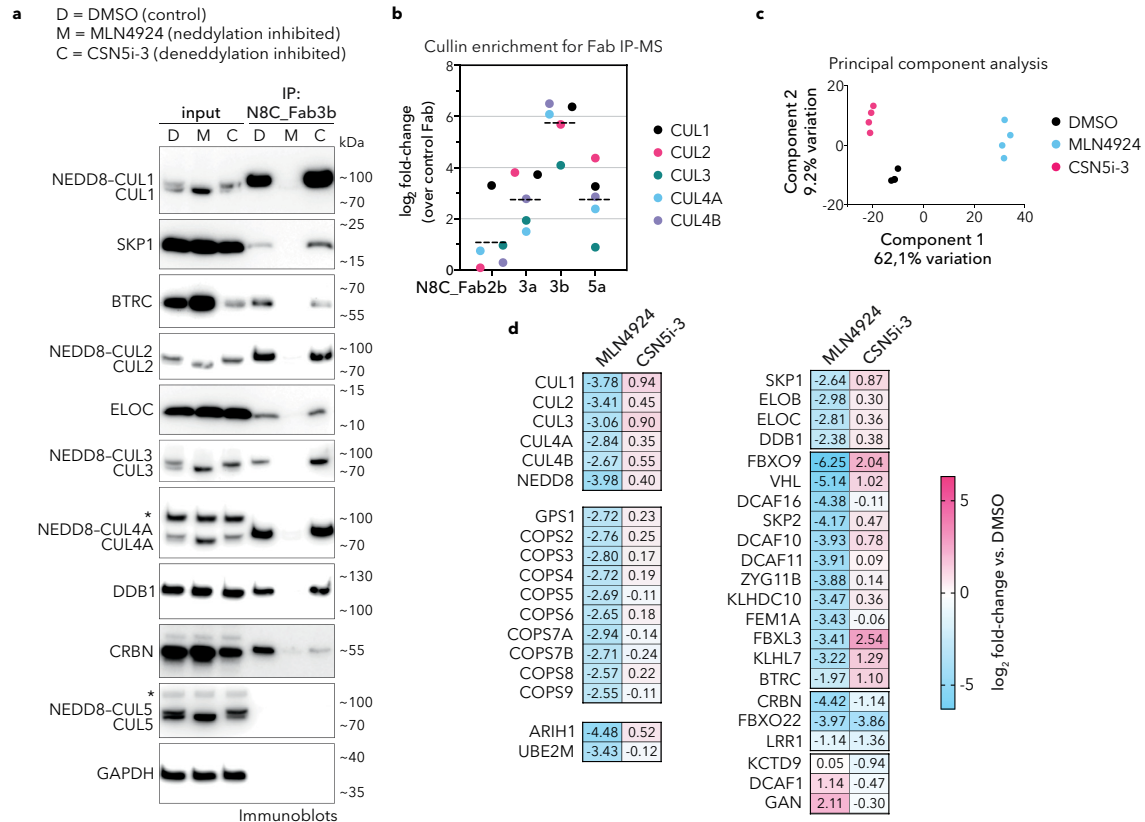 a
D = DMSO (control)
M = MLN4924 (neddylation inhibited)
C = CSN5i-3 (deneddylation inhibited)
IP:
input N8C_Fab3b
D M C D M C kDa
NEDD8–CUL1
CUL1
~100
~70
SKP1
~25
~15
BTRC
~70
~55
NEDD8–CUL2
CUL2
~100
~70
ELOC
~15
~10
NEDD8–CUL3
CUL3
~100
~70
*
NEDD8–CUL4A
CUL4A
~100
~70
DDB1
~130
~100
CRBN
~55
*
NEDD8–CUL5
CUL5
~100
~70
GAPDH
~40
~35
Immunoblots
b
Cullin enrichment for Fab IP-MS
log2 fold-change
(over control Fab)
8
6
4
2
0
N8C_Fab2b 3a 3b 5a
CUL1
CUL2
CUL3
CUL4A
CUL4B
c
Principal component analysis
Component 2
9.2% variation
20
0
-20
-20 0 20 40
Component 1
62,1% variation
DMSO
MLN4924
CSN5i-3
d
MLN4924 CSN5i-3
CUL1 -3.78 0.94
CUL2 -3.41 0.45
CUL3 -3.06 0.90
CUL4A -2.84 0.35
CUL4B -2.67 0.55
NEDD8 -3.98 0.40
GPS1 -2.72 0.23
COPS2 -2.76 0.25
COPS3 -2.80 0.17
COPS4 -2.72 0.19
COPS5 -2.69 -0.11
COPS6 -2.65 0.18
COPS7A -2.94 -0.14
COPS7B -2.71 -0.24
COPS8 -2.57 0.22
COPS9 -2.55 -0.11
ARIH1 -4.48 0.52
UBE2M -3.43 -0.12
MLN4924 CSN5i-3
SKP1 -2.64 0.87
ELOB -2.98 0.30
ELOC -2.81 0.36
DDB1 -2.38 0.38
FBXO9 -6.25 2.04
VHL -5.14 1.02
DCAF16 -4.38 -0.11
SKP2 -4.17 0.47
DCAF10 -3.93 0.78
DCAF11 -3.91 0.09
ZYG11B -3.88 0.14
KLHDC10 -3.47 0.36
FEM1A -3.43 -0.06
FBXL3 -3.41 2.54
KLHL7 -3.22 1.29
BTRC -1.97 1.10
CRBN -4.42 -1.14
FBXO22 -3.97 -3.86
LRR1 -1.14 -1.36
KCTD9 0.05 -0.94
DCAF1 1.14 -0.47
GAN 2.11 -0.30
5
0
-5
log2 fold-change vs. DMSO